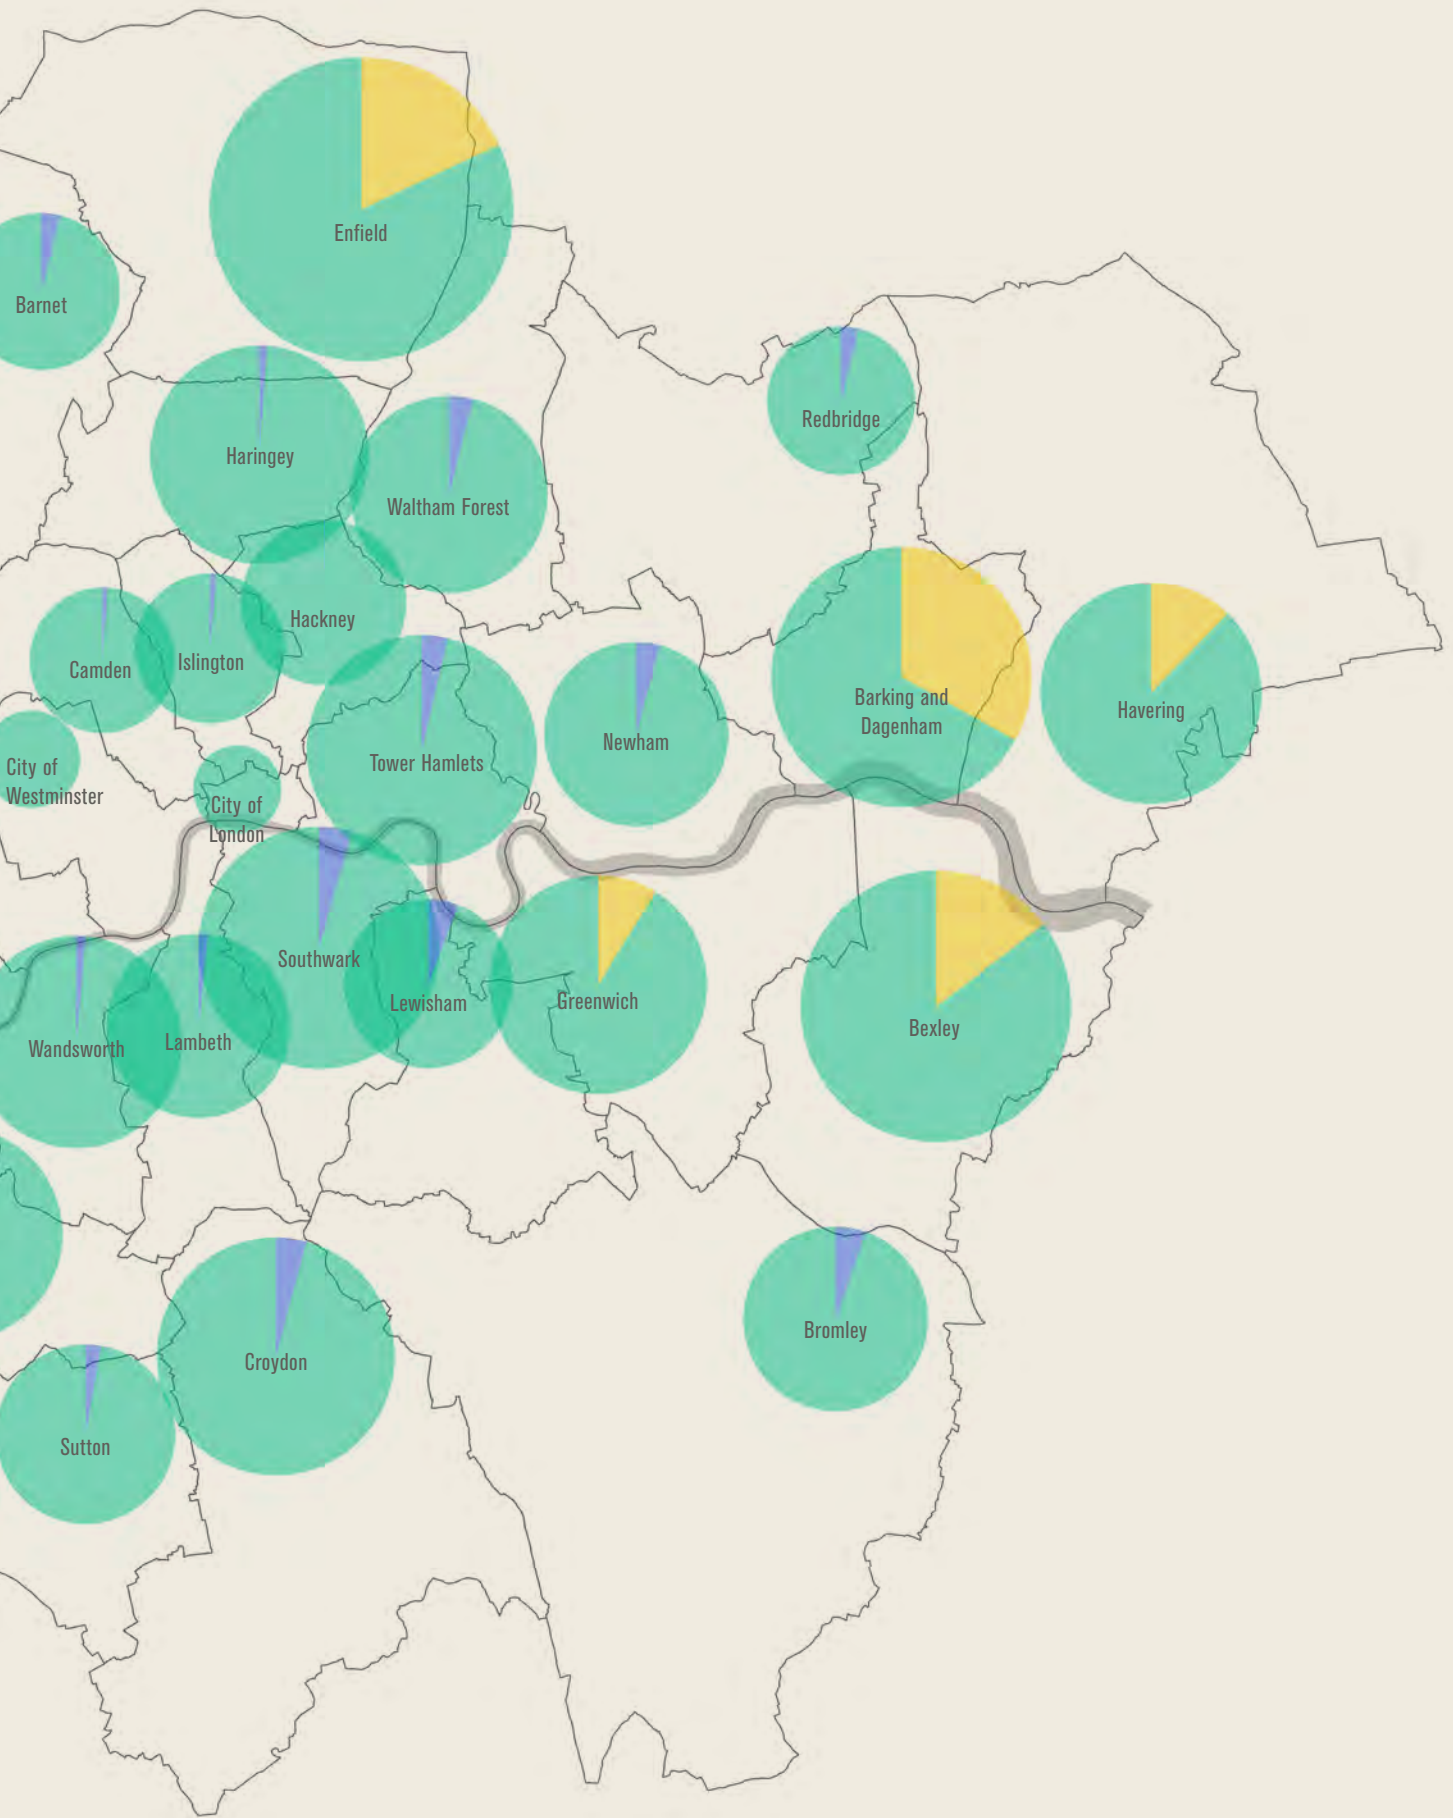 Enfield
Barnet
Redbridge
Haringey
Waltham Forest
Hackney
Camden
Islington
Barking and
Dagenham
Havering
Newham
Tower Hamlets
City of
Westminster
City of
London
Southwark
Lewisham
Greenwich
Bexley
Wandsworth
Lambeth
Bromley
Croydon
Sutton